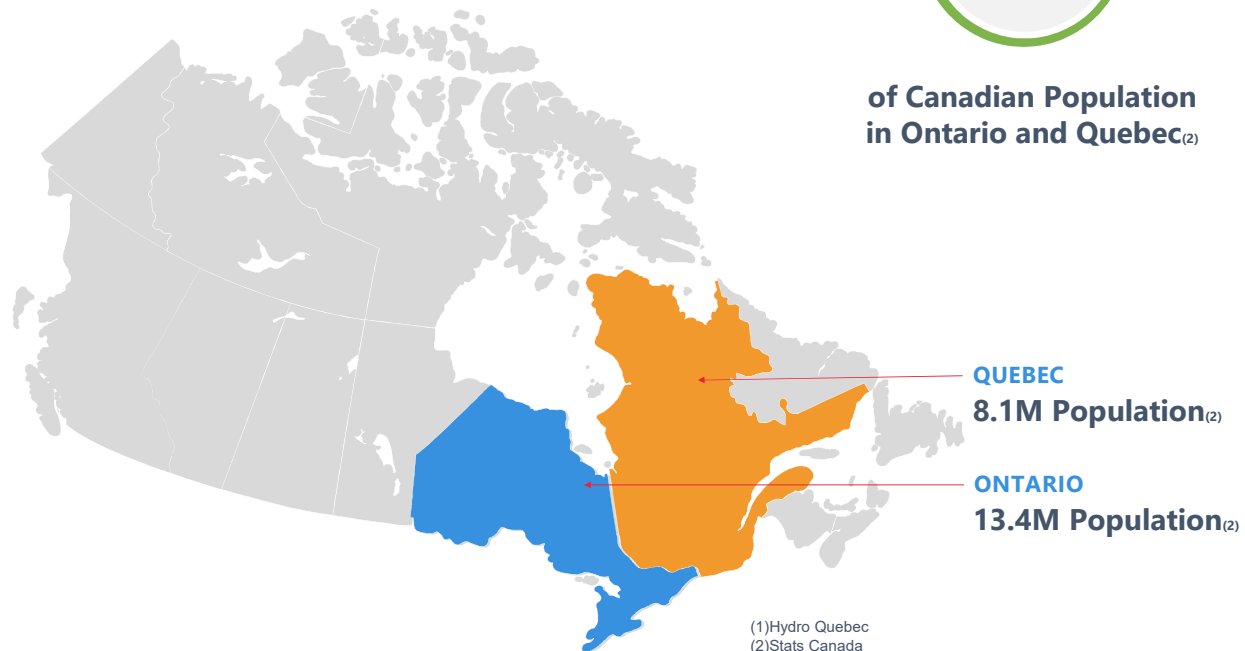 of Canadian Population
in Ontario and Quebec(2)
QUEBEC
8.1M Population(2)
ONTARIO
13.4M Population(2)
(1)Hydro Quebec
(2)Stats Canada